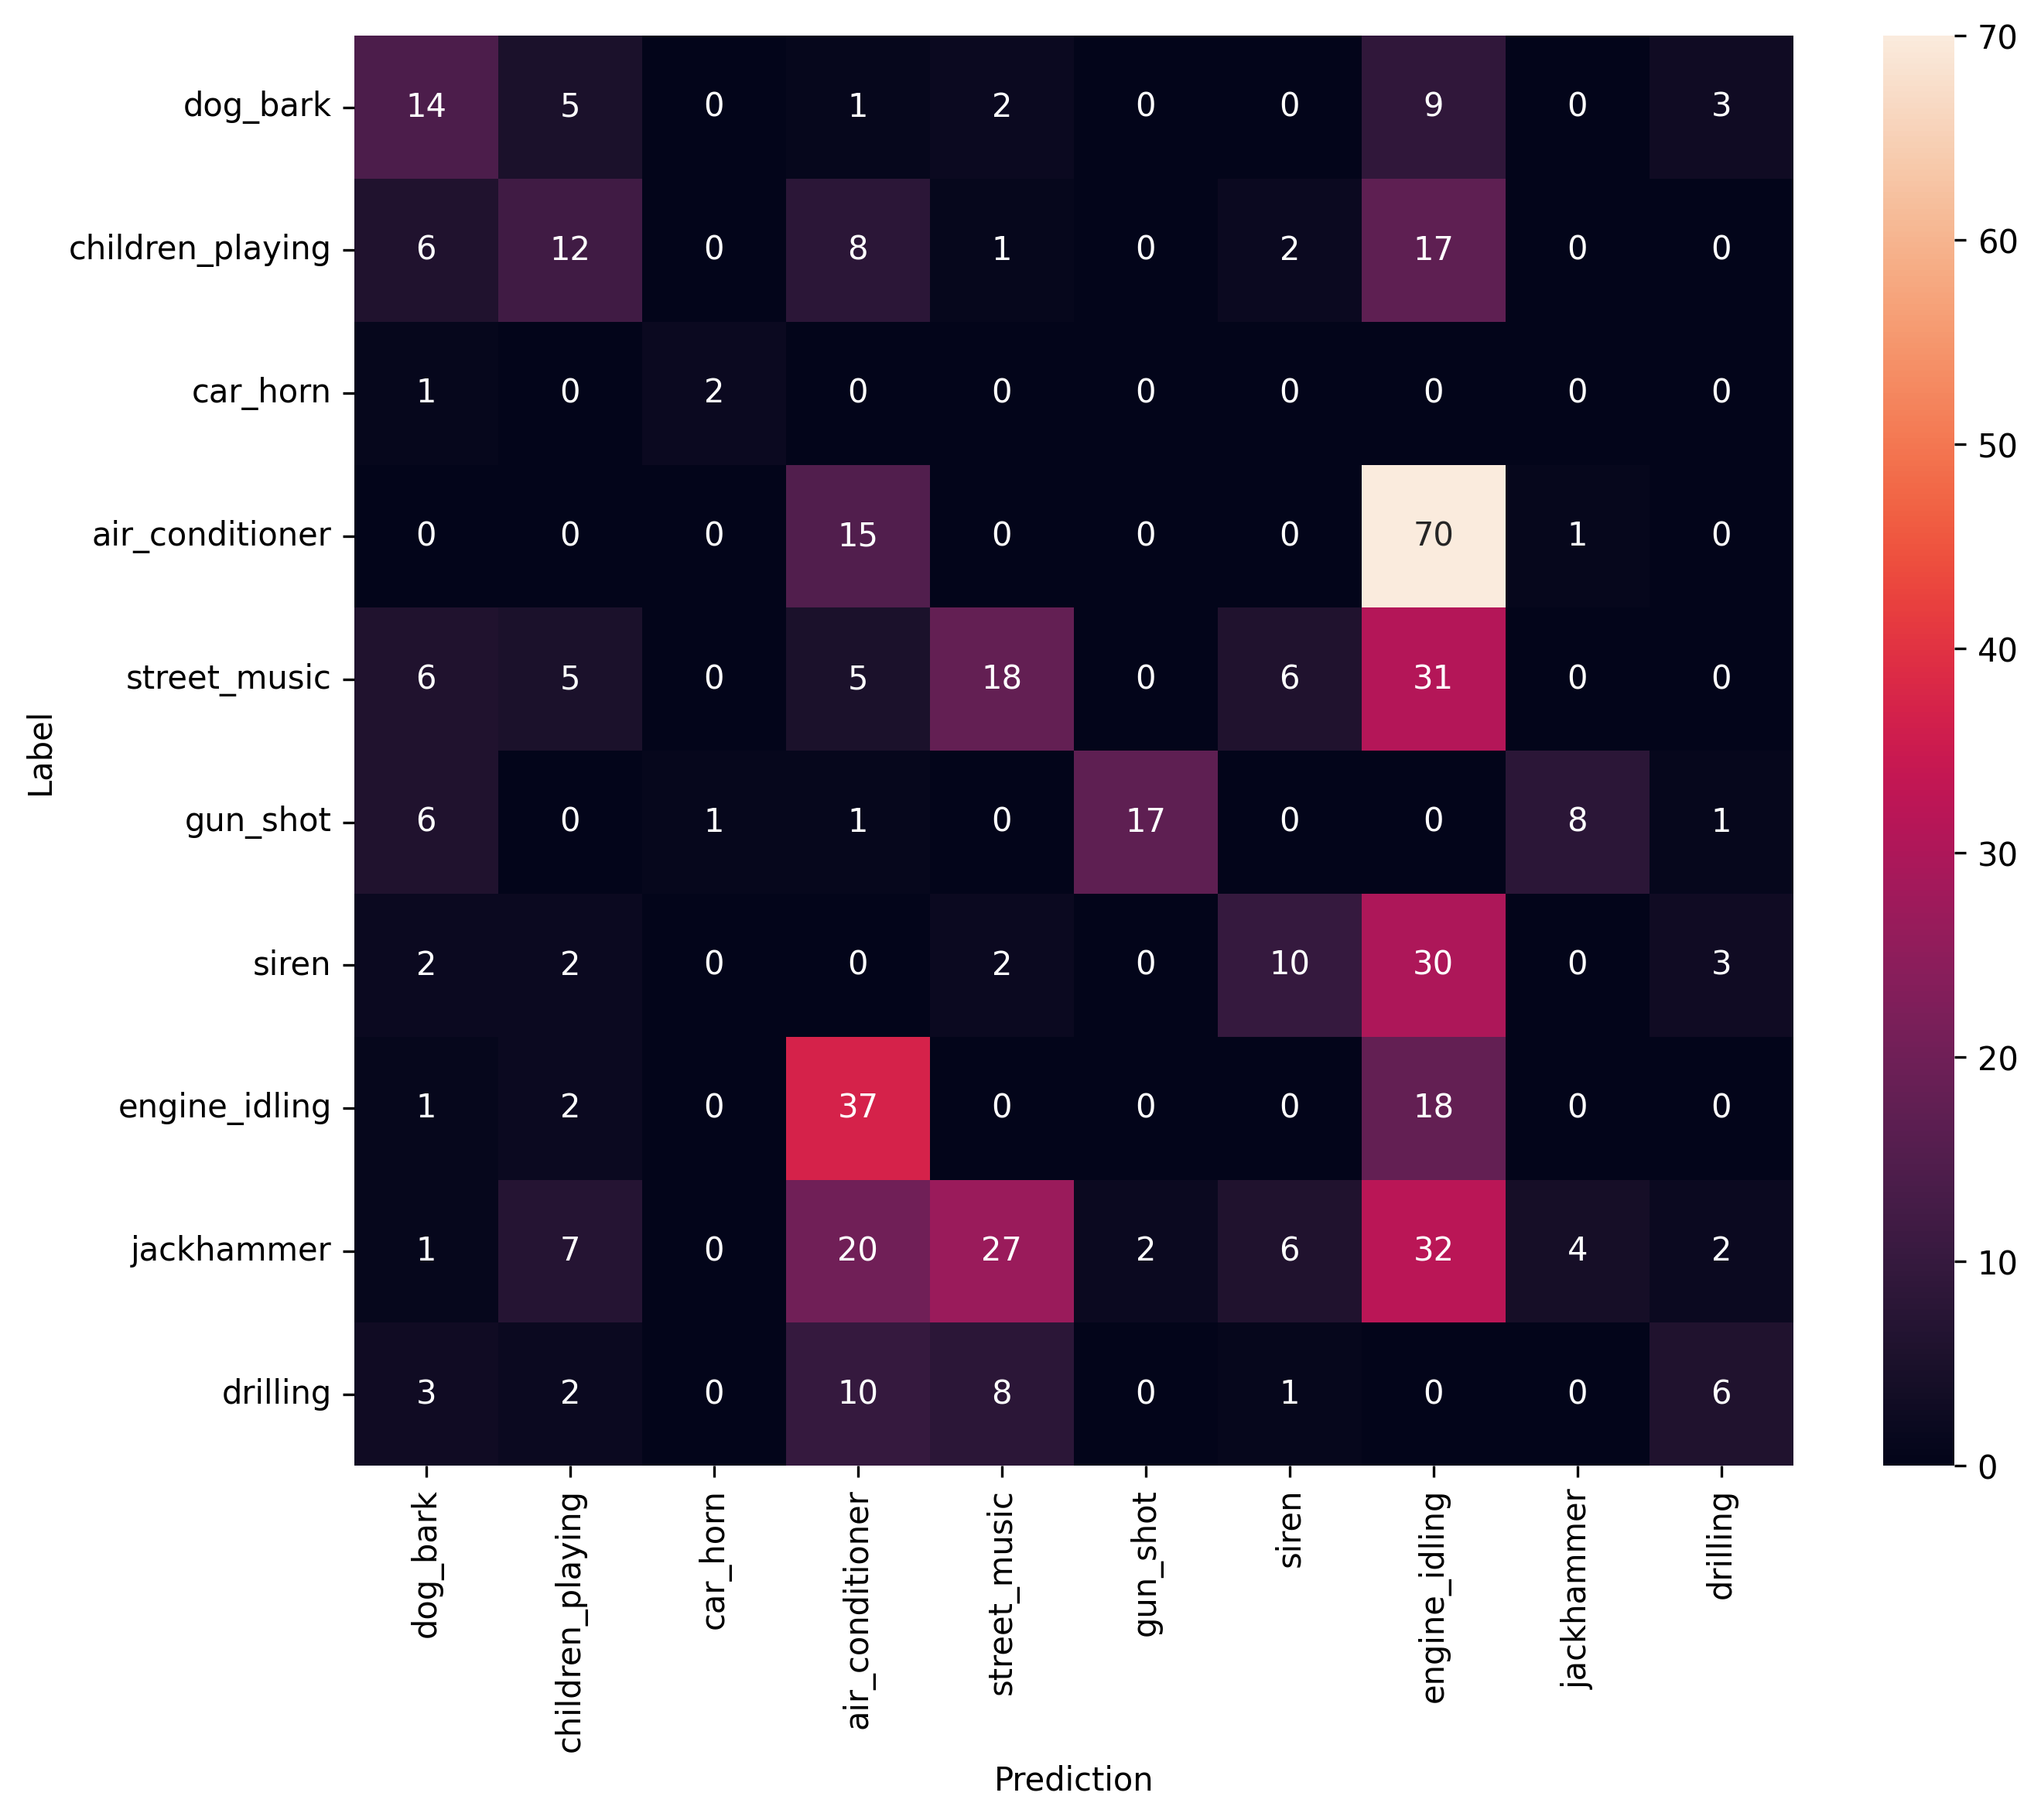 dog_bark 14 5 0 1 2 0 0 9 0 3
children_playing 6 12 0 8 1 0 2 17 0 0
car_horn 1 0 2 0 0 0 0 0 0 0
air_conditioner 0 0 0 15 0 0 0 70 1 0
street_music 6 5 0 5 18 0 6 31 0 0
gun_shot 6 0 1 1 0 17 0 0 8 1
siren 2 2 0 0 2 0 10 30 0 3
engine_idling 1 2 0 37 0 0 0 18 0 0
jackhammer 1 7 0 20 27 2 6 32 4 2
drilling 3 2 0 10 8 0 1 0 0 6
Label
dog_bark
children_playing
car_horn
air_conditioner
street_music
gun_shot
siren
engine_idling
jackhammer
drilling
Prediction
70
60
50
40
30
20
10
0